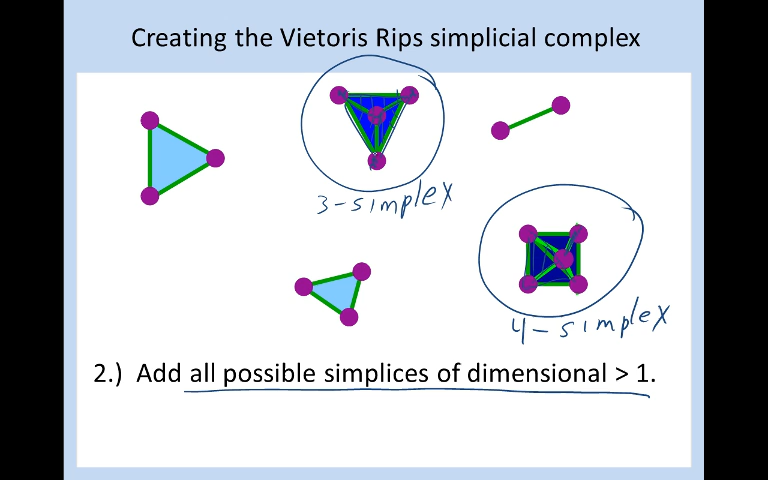 Creating the Vietoris Rips simplicial complex
3-simplex
4-simplex
2.) Add all possible simplices of dimensional > 1.